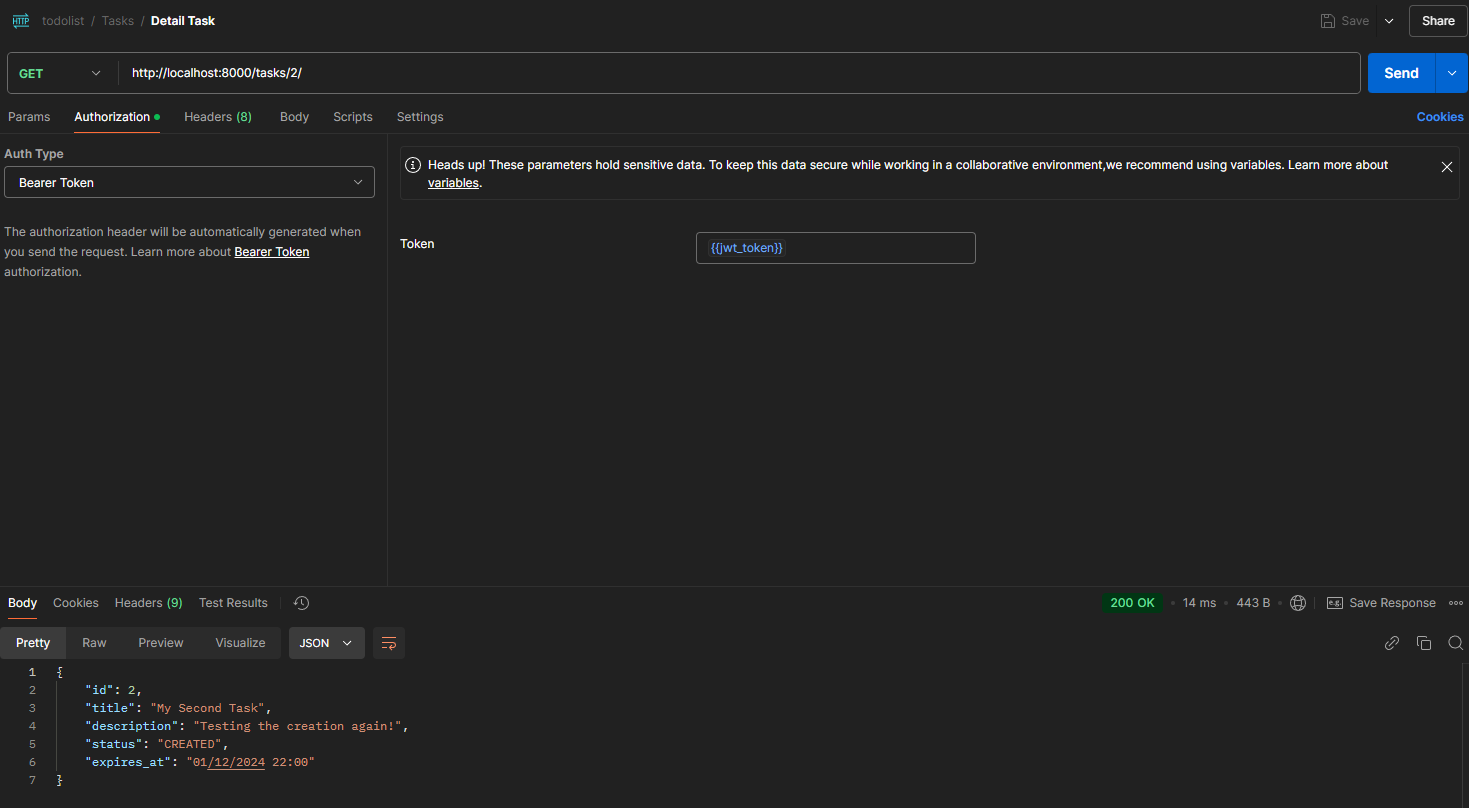 HTTP todolist / Tasks / Detail Task Save Share
GET http://localhost:8000/tasks/2/ Send
Params Authorization Headers (8) Body Scripts Settings Cookies
Auth Type
Bearer Token
The authorization header will be automatically generated when
you send the request. Learn more about Bearer Token
authorization.
Heads up! These parameters hold sensitive data. To keep this data secure while working in a collaborative environment,we recommend using variables. Learn more about
variables.
Token {{jwt_token}}
Body Cookies Headers (9) Test Results 200 OK • 14 ms • 443 B • e.g. Save Response
Pretty Raw Preview Visualize JSON
1 {
2 "id": 2,
3 "title": "My Second Task",
4 "description": "Testing the creation again!",
5 "status": "CREATED",
6 "expires_at": "01/12/2024 22:00"
7 }